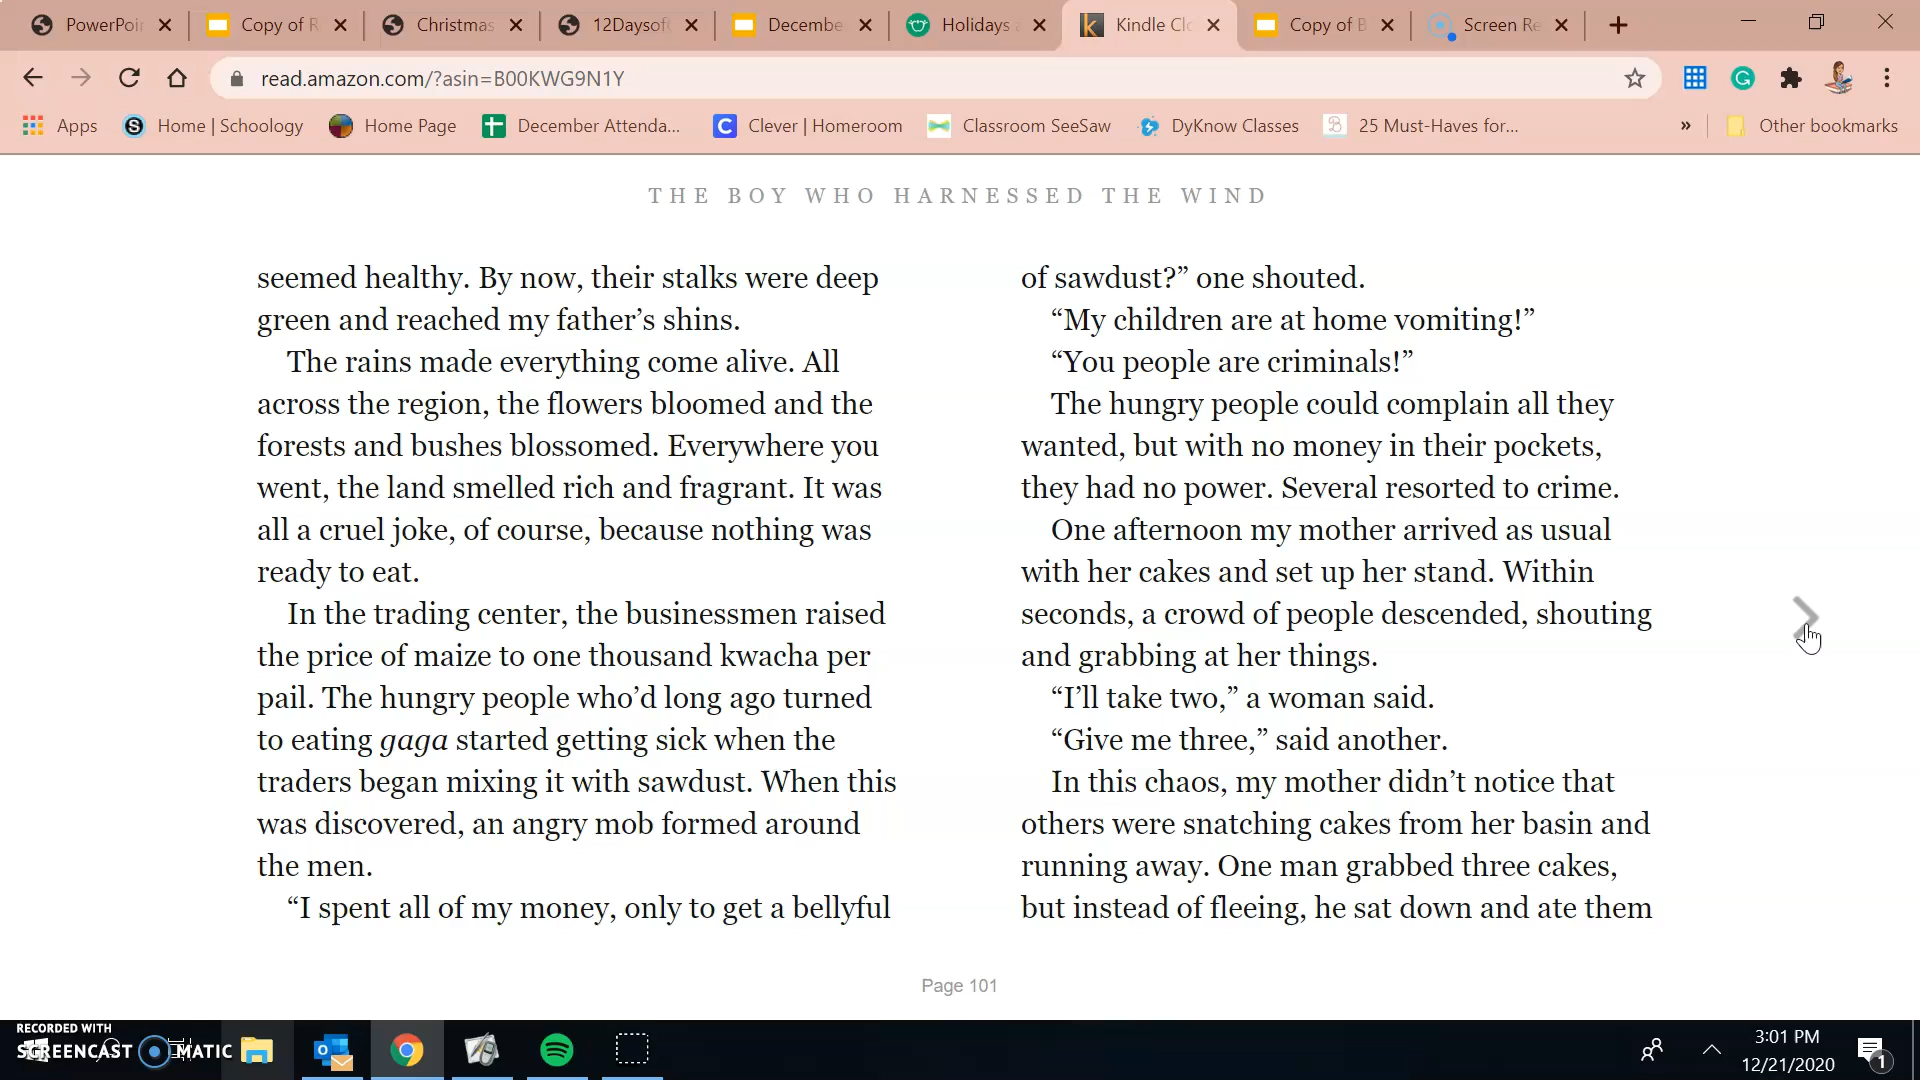 PowerPoi
Copy of R
Christmas
12Daysof
Decembe
Holidays a
Kindle Clo
Copy of B
Screen Re
read.amazon.com/?asin=B00KWG9N1Y
Apps
Home | Schoology
Home Page
December Attenda...
Clever | Homeroom
Classroom SeeSaw
DyKnow Classes
25 Must-Haves for...
»
Other bookmarks
THE BOY WHO HARNESSED THE WIND
seemed healthy. By now, their stalks were deep
green and reached my father’s shins.
The rains made everything come alive. All
across the region, the flowers bloomed and the
forests and bushes blossomed. Everywhere you
went, the land smelled rich and fragrant. It was
all a cruel joke, of course, because nothing was
ready to eat.
In the trading center, the businessmen raised
the price of maize to one thousand kwacha per
pail. The hungry people who’d long ago turned
to eating gaga started getting sick when the
traders began mixing it with sawdust. When this
was discovered, an angry mob formed around
the men.
“I spent all of my money, only to get a bellyful
of sawdust?” one shouted.
“My children are at home vomiting!”
“You people are criminals!”
The hungry people could complain all they
wanted, but with no money in their pockets,
they had no power. Several resorted to crime.
One afternoon my mother arrived as usual
with her cakes and set up her stand. Within
seconds, a crowd of people descended, shouting
and grabbing at her things.
“I’ll take two,” a woman said.
“Give me three,” said another.
In this chaos, my mother didn’t notice that
others were snatching cakes from her basin and
running away. One man grabbed three cakes,
but instead of fleeing, he sat down and ate them
Page 101
RECORDED WITH
SCREENCAST MATIC
3:01 PM
12/21/2020
1